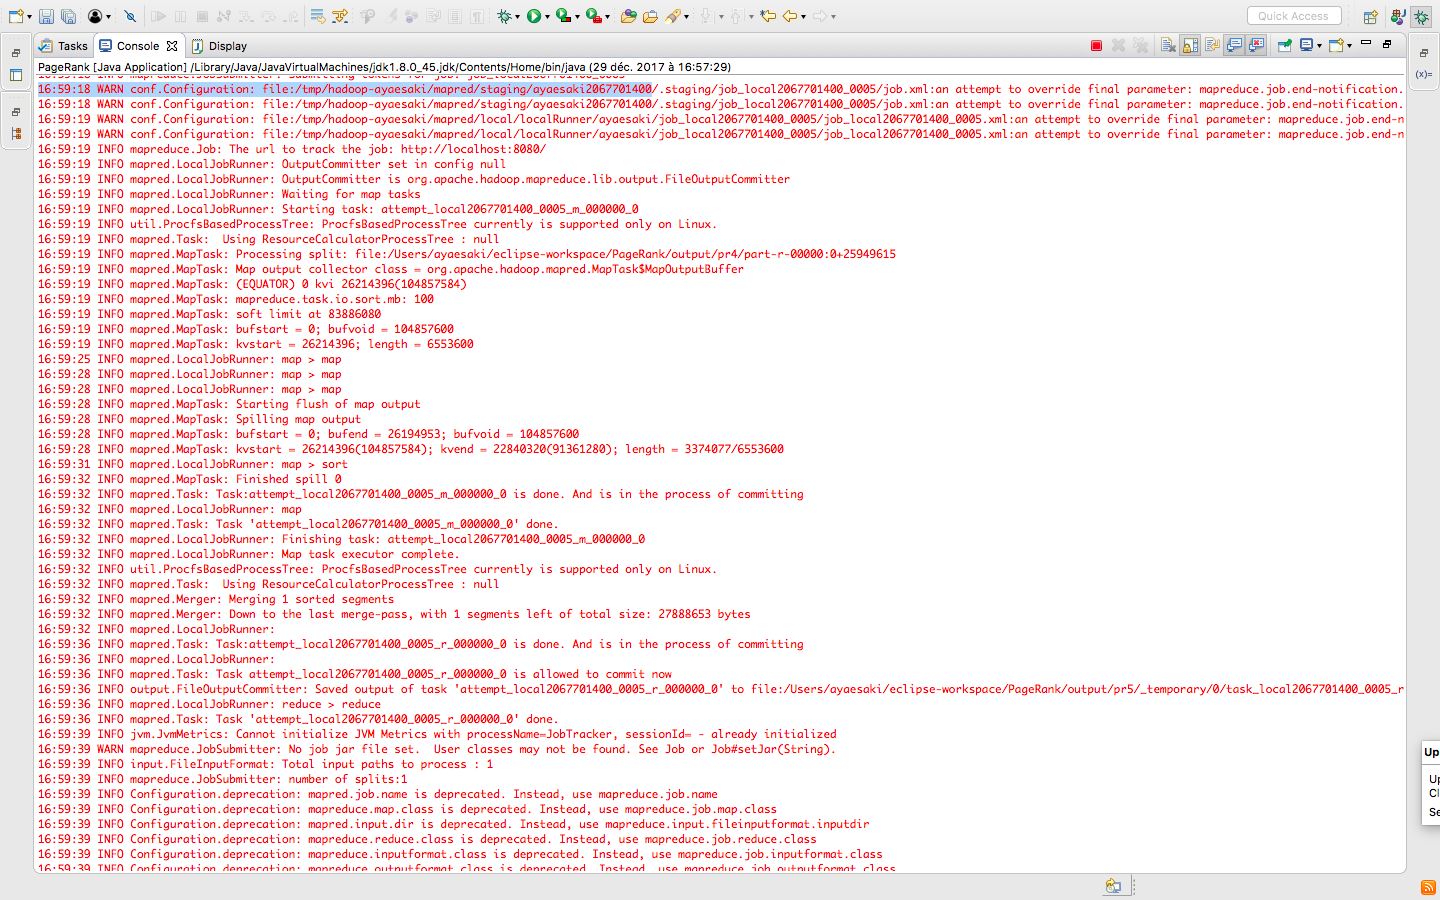 Quick Access
Tasks
Console
Display
PageRank [Java Application] /Library/Java/JavaVirtualMachines/jdk1.8.0_45.jdk/Contents/Home/bin/java (29 déc. 2017 à 16:57:29)
16:59:18 INFO mapreduce.JobSubmitter: Submitting tokens for job: job_local2067701400_0005
16:59:18 WARN conf.Configuration: file:/tmp/hadoop-ayaesaki/mapred/staging/ayaesaki2067701400/.staging/job_local2067701400_0005/job.xml:an attempt to override final parameter: mapreduce.job.end-notification.
16:59:18 WARN conf.Configuration: file:/tmp/hadoop-ayaesaki/mapred/staging/ayaesaki2067701400/.staging/job_local2067701400_0005/job.xml:an attempt to override final parameter: mapreduce.job.end-notification.
16:59:19 WARN conf.Configuration: file:/tmp/hadoop-ayaesaki/mapred/local/localRunner/ayaesaki/job_local2067701400_0005/job_local2067701400_0005.xml:an attempt to override final parameter: mapreduce.job.end-n
16:59:18 WARN conf.Configuration: file:/tmp/hadoop-ayaesaki/mapred/local/localRunner/ayaesaki/job_local2067701400_0005/job_local2067701400_0005.xml:an attempt to override final parameter: mapreduce.job.end-n
16:59:19 INFO mapreduce.Job: The url to track the job: http://localhost:8080/
16:59:19 INFO mapred.LocalJobRunner: OutputCommitter set in config null
16:59:19 INFO mapred.LocalJobRunner: OutputCommitter is org.apache.hadoop.mapreduce.lib.output.FileOutputCommitter
16:59:19 INFO mapred.LocalJobRunner: Waiting for map tasks
16:59:19 INFO mapred.LocalJobRunner: Starting task: attempt_local2067701400_0005_m_000000_0
16:59:19 INFO util.ProcfsBasedProcessTree: ProcfsBasedProcessTree currently is supported only on Linux.
16:59:19 INFO mapred.Task:  Using ResourceCalculatorProcessTree : null
16:59:19 INFO mapred.MapTask: Processing split: file:/Users/ayaesaki/eclipse-workspace/PageRank/output/pr4/part-r-00000:0+25949615
16:59:19 INFO mapred.MapTask: Map output collector class = org.apache.hadoop.mapred.MapTask$MapOutputBuffer
16:59:19 INFO mapred.MapTask: (EQUATOR) 0 kvi 26214396(104857584)
16:59:19 INFO mapred.MapTask: mapreduce.task.io.sort.mb: 100
16:59:19 INFO mapred.MapTask: soft limit at 83886080
16:59:19 INFO mapred.MapTask: bufstart = 0; bufvoid = 104857600
16:59:19 INFO mapred.MapTask: kvstart = 26214396; length = 6553600
16:59:25 INFO mapred.LocalJobRunner: map > map
16:59:28 INFO mapred.LocalJobRunner: map > map
16:59:28 INFO mapred.LocalJobRunner: map > map
16:59:28 INFO mapred.MapTask: Starting flush of map output
16:59:28 INFO mapred.MapTask: Spilling map output
16:59:28 INFO mapred.MapTask: bufstart = 0; bufend = 26194953; bufvoid = 104857600
16:59:28 INFO mapred.MapTask: kvstart = 26214396(104857584); kvend = 22840320(91361280); length = 3374077/6553600
16:59:31 INFO mapred.LocalJobRunner: map > sort
16:59:32 INFO mapred.MapTask: Finished spill 0
16:59:32 INFO mapred.Task: Task:attempt_local2067701400_0005_m_000000_0 is done. And is in the process of committing
16:59:32 INFO mapred.LocalJobRunner: map
16:59:32 INFO mapred.Task: Task 'attempt_local2067701400_0005_m_000000_0' done.
16:59:32 INFO mapred.LocalJobRunner: Finishing task: attempt_local2067701400_0005_m_000000_0
16:59:32 INFO mapred.LocalJobRunner: Map task executor complete.
16:59:32 INFO util.ProcfsBasedProcessTree: ProcfsBasedProcessTree currently is supported only on Linux.
16:59:32 INFO mapred.Task:  Using ResourceCalculatorProcessTree : null
16:59:32 INFO mapred.Merger: Merging 1 sorted segments
16:59:32 INFO mapred.Merger: Down to the last merge-pass, with 1 segments left of total size: 27888653 bytes
16:59:32 INFO mapred.LocalJobRunner:
16:59:36 INFO mapred.Task: Task:attempt_local2067701400_0005_r_000000_0 is done. And is in the process of committing
16:59:36 INFO mapred.LocalJobRunner:
16:59:36 INFO mapred.Task: Task attempt_local2067701400_0005_r_000000_0 is allowed to commit now
16:59:36 INFO output.FileOutputCommitter: Saved output of task 'attempt_local2067701400_0005_r_000000_0' to file:/Users/ayaesaki/eclipse-workspace/PageRank/output/pr5/_temporary/0/task_local2067701400_0005_r
16:59:36 INFO mapred.LocalJobRunner: reduce > reduce
16:59:36 INFO mapred.Task: Task 'attempt_local2067701400_0005_r_000000_0' done.
16:59:39 INFO jvm.JvmMetrics: Cannot initialize JVM Metrics with processName=JobTracker, sessionId= - already initialized
16:59:39 WARN mapreduce.JobSubmitter: No job jar file set.  User classes may not be found. See Job or Job#setJar(String).
16:59:39 INFO input.FileInputFormat: Total input paths to process : 1
16:59:39 INFO mapreduce.JobSubmitter: number of splits:1
16:59:39 INFO Configuration.deprecation: mapred.job.name is deprecated. Instead, use mapreduce.job.name
16:59:39 INFO Configuration.deprecation: mapreduce.map.class is deprecated. Instead, use mapreduce.job.map.class
16:59:39 INFO Configuration.deprecation: mapred.input.dir is deprecated. Instead, use mapreduce.input.fileinputformat.inputdir
16:59:39 INFO Configuration.deprecation: mapreduce.reduce.class is deprecated. Instead, use mapreduce.job.reduce.class
16:59:39 INFO Configuration.deprecation: mapreduce.inputformat.class is deprecated. Instead, use mapreduce.job.inputformat.class
16:59:39 INFO Configuration.deprecation: mapreduce.outputformat.class is deprecated. Instead, use mapreduce.job.outputformat.class
(x)=
Up
Up
Cl
Se